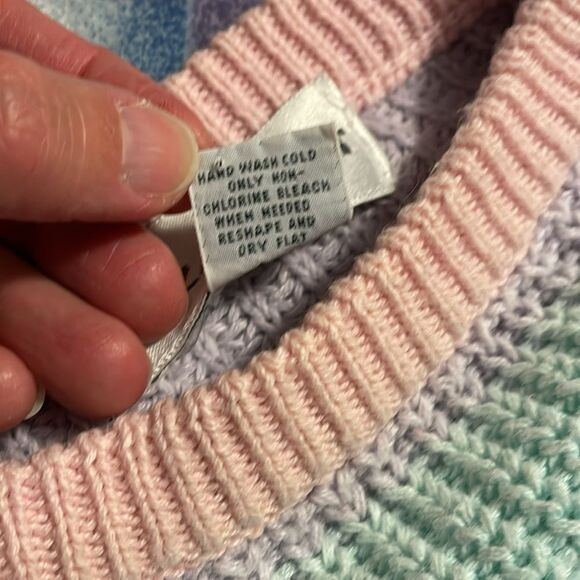 HAND WASH COLD
ONLY NON-
CHLORINE BLEACH
WHEN NEEDED
RESHAPE AND
DRY FLAT